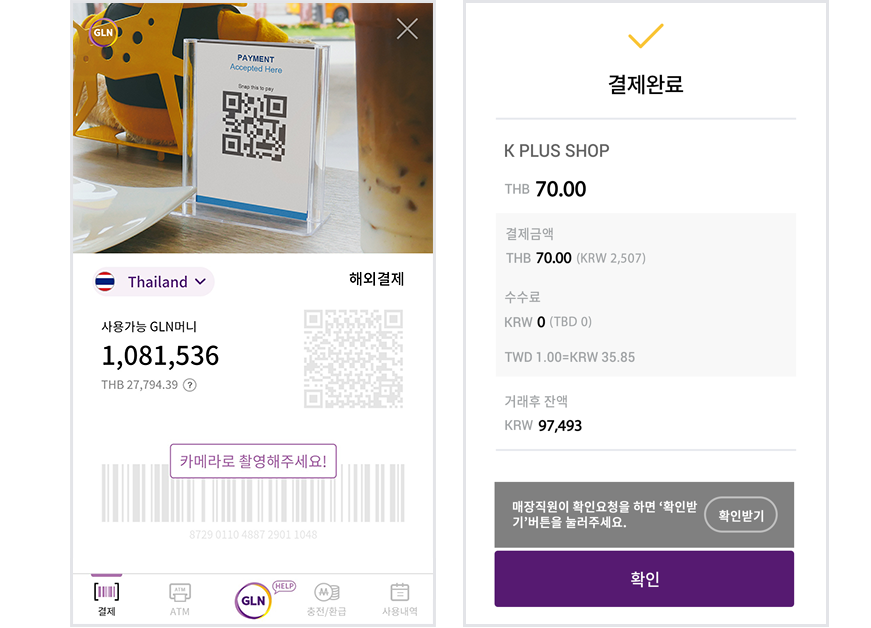 GLN
PAYMENT
Accepted Here
Snap this to pay
Thailand
해외결제
사용가능 GLN머니
1,081,536
THB 27,794.39 ?
카메라로 촬영해주세요!
8729 0110 4887 2901 1048
결제
ATM
ATM
GLN
HELP
충전/환급
사용내역
결제완료
K PLUS SHOP
THB 70.00
결제금액
THB 70.00 (KRW 2,507)
수수료
KRW 0 (TBD 0)
TWD 1.00=KRW 35.85
거래후 잔액
KRW 97,493
매장직원이 확인요청을 하면 ‘확인받
기’버튼을 눌러주세요.
확인받기
확인